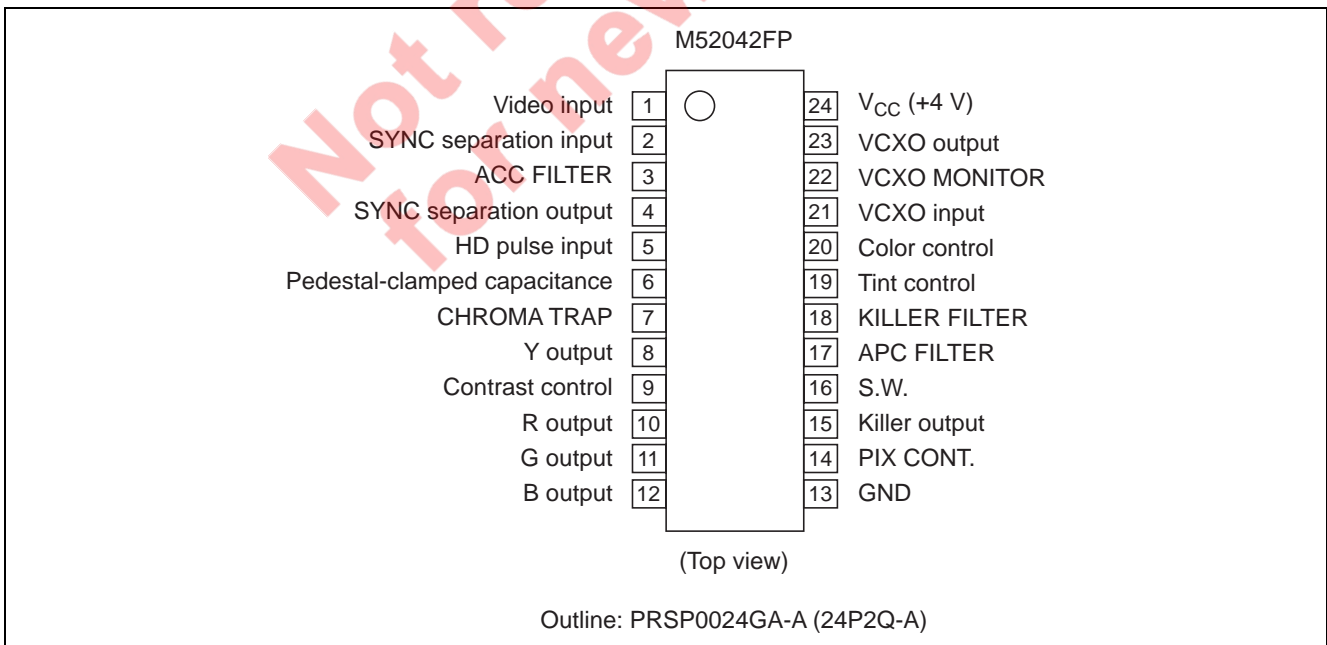 Not r
for new
M52042FP
Video input 1 24 VCC (+4 V)
SYNC separation input 2 23 VCXO output
ACC FILTER 3 22 VCXO MONITOR
SYNC separation output 4 21 VCXO input
HD pulse input 5 20 Color control
Pedestal-clamped capacitance 6 19 Tint control
CHROMA TRAP 7 18 KILLER FILTER
Y output 8 17 APC FILTER
Contrast control 9 16 S.W.
R output 10 15 Killer output
G output 11 14 PIX CONT.
B output 12 13 GND
(Top view)
Outline: PRSP0024GA-A (24P2Q-A)